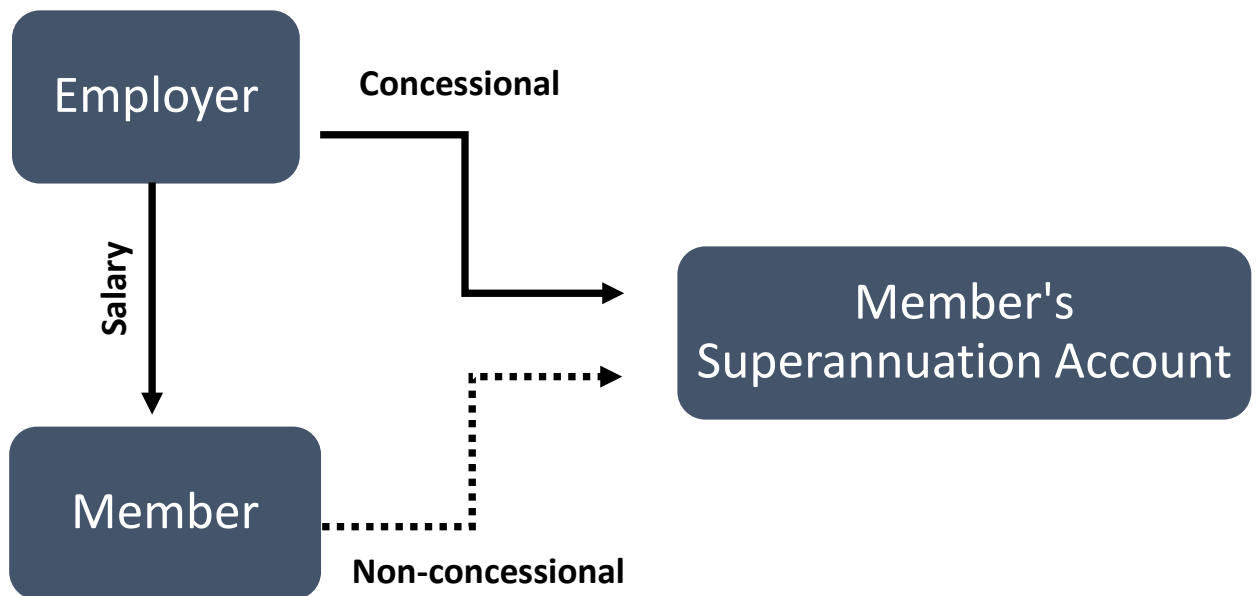 Employer
Concessional
Salary
Member's
Superannuation Account
Member
Non-concessional